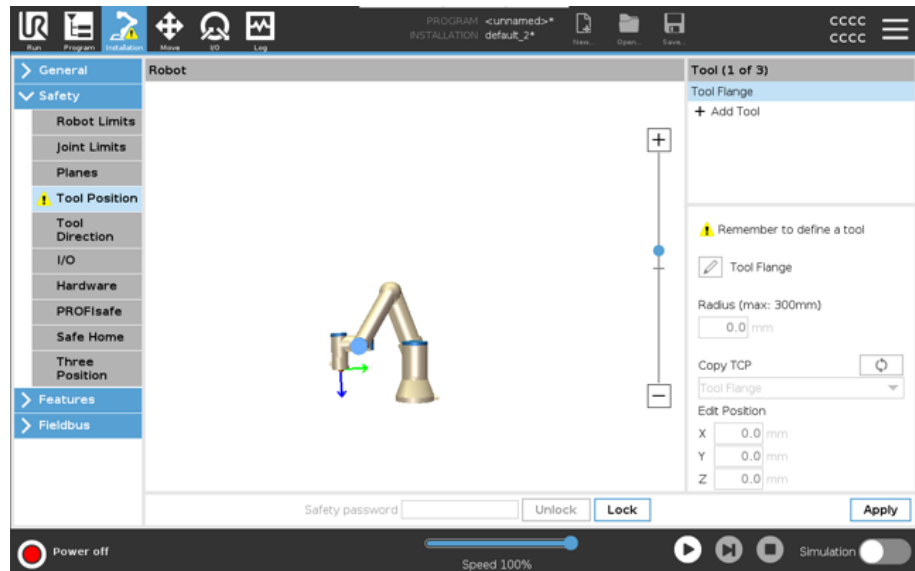 PROGRAM <unnamed>*
INSTALLATION default_2*
Run
Program
Installation
Move
I/O
Log
New...
Open...
Save...
cccc
cccc
General
Safety
Robot Limits
Joint Limits
Planes
Tool Position
Tool
Direction
I/O
Hardware
PROFIsafe
Safe Home
Three
Position
Features
Fieldbus
Robot
Tool (1 of 3)
Tool Flange
+ Add Tool
Remember to define a tool
Tool Flange
Radius (max: 300mm)
0.0 mm
Copy TCP
Tool Flange
Edit Position
X 0.0 mm
Y 0.0 mm
Z 0.0 mm
Safety password
Unlock
Lock
Apply
Power off
Speed 100%
Simulation